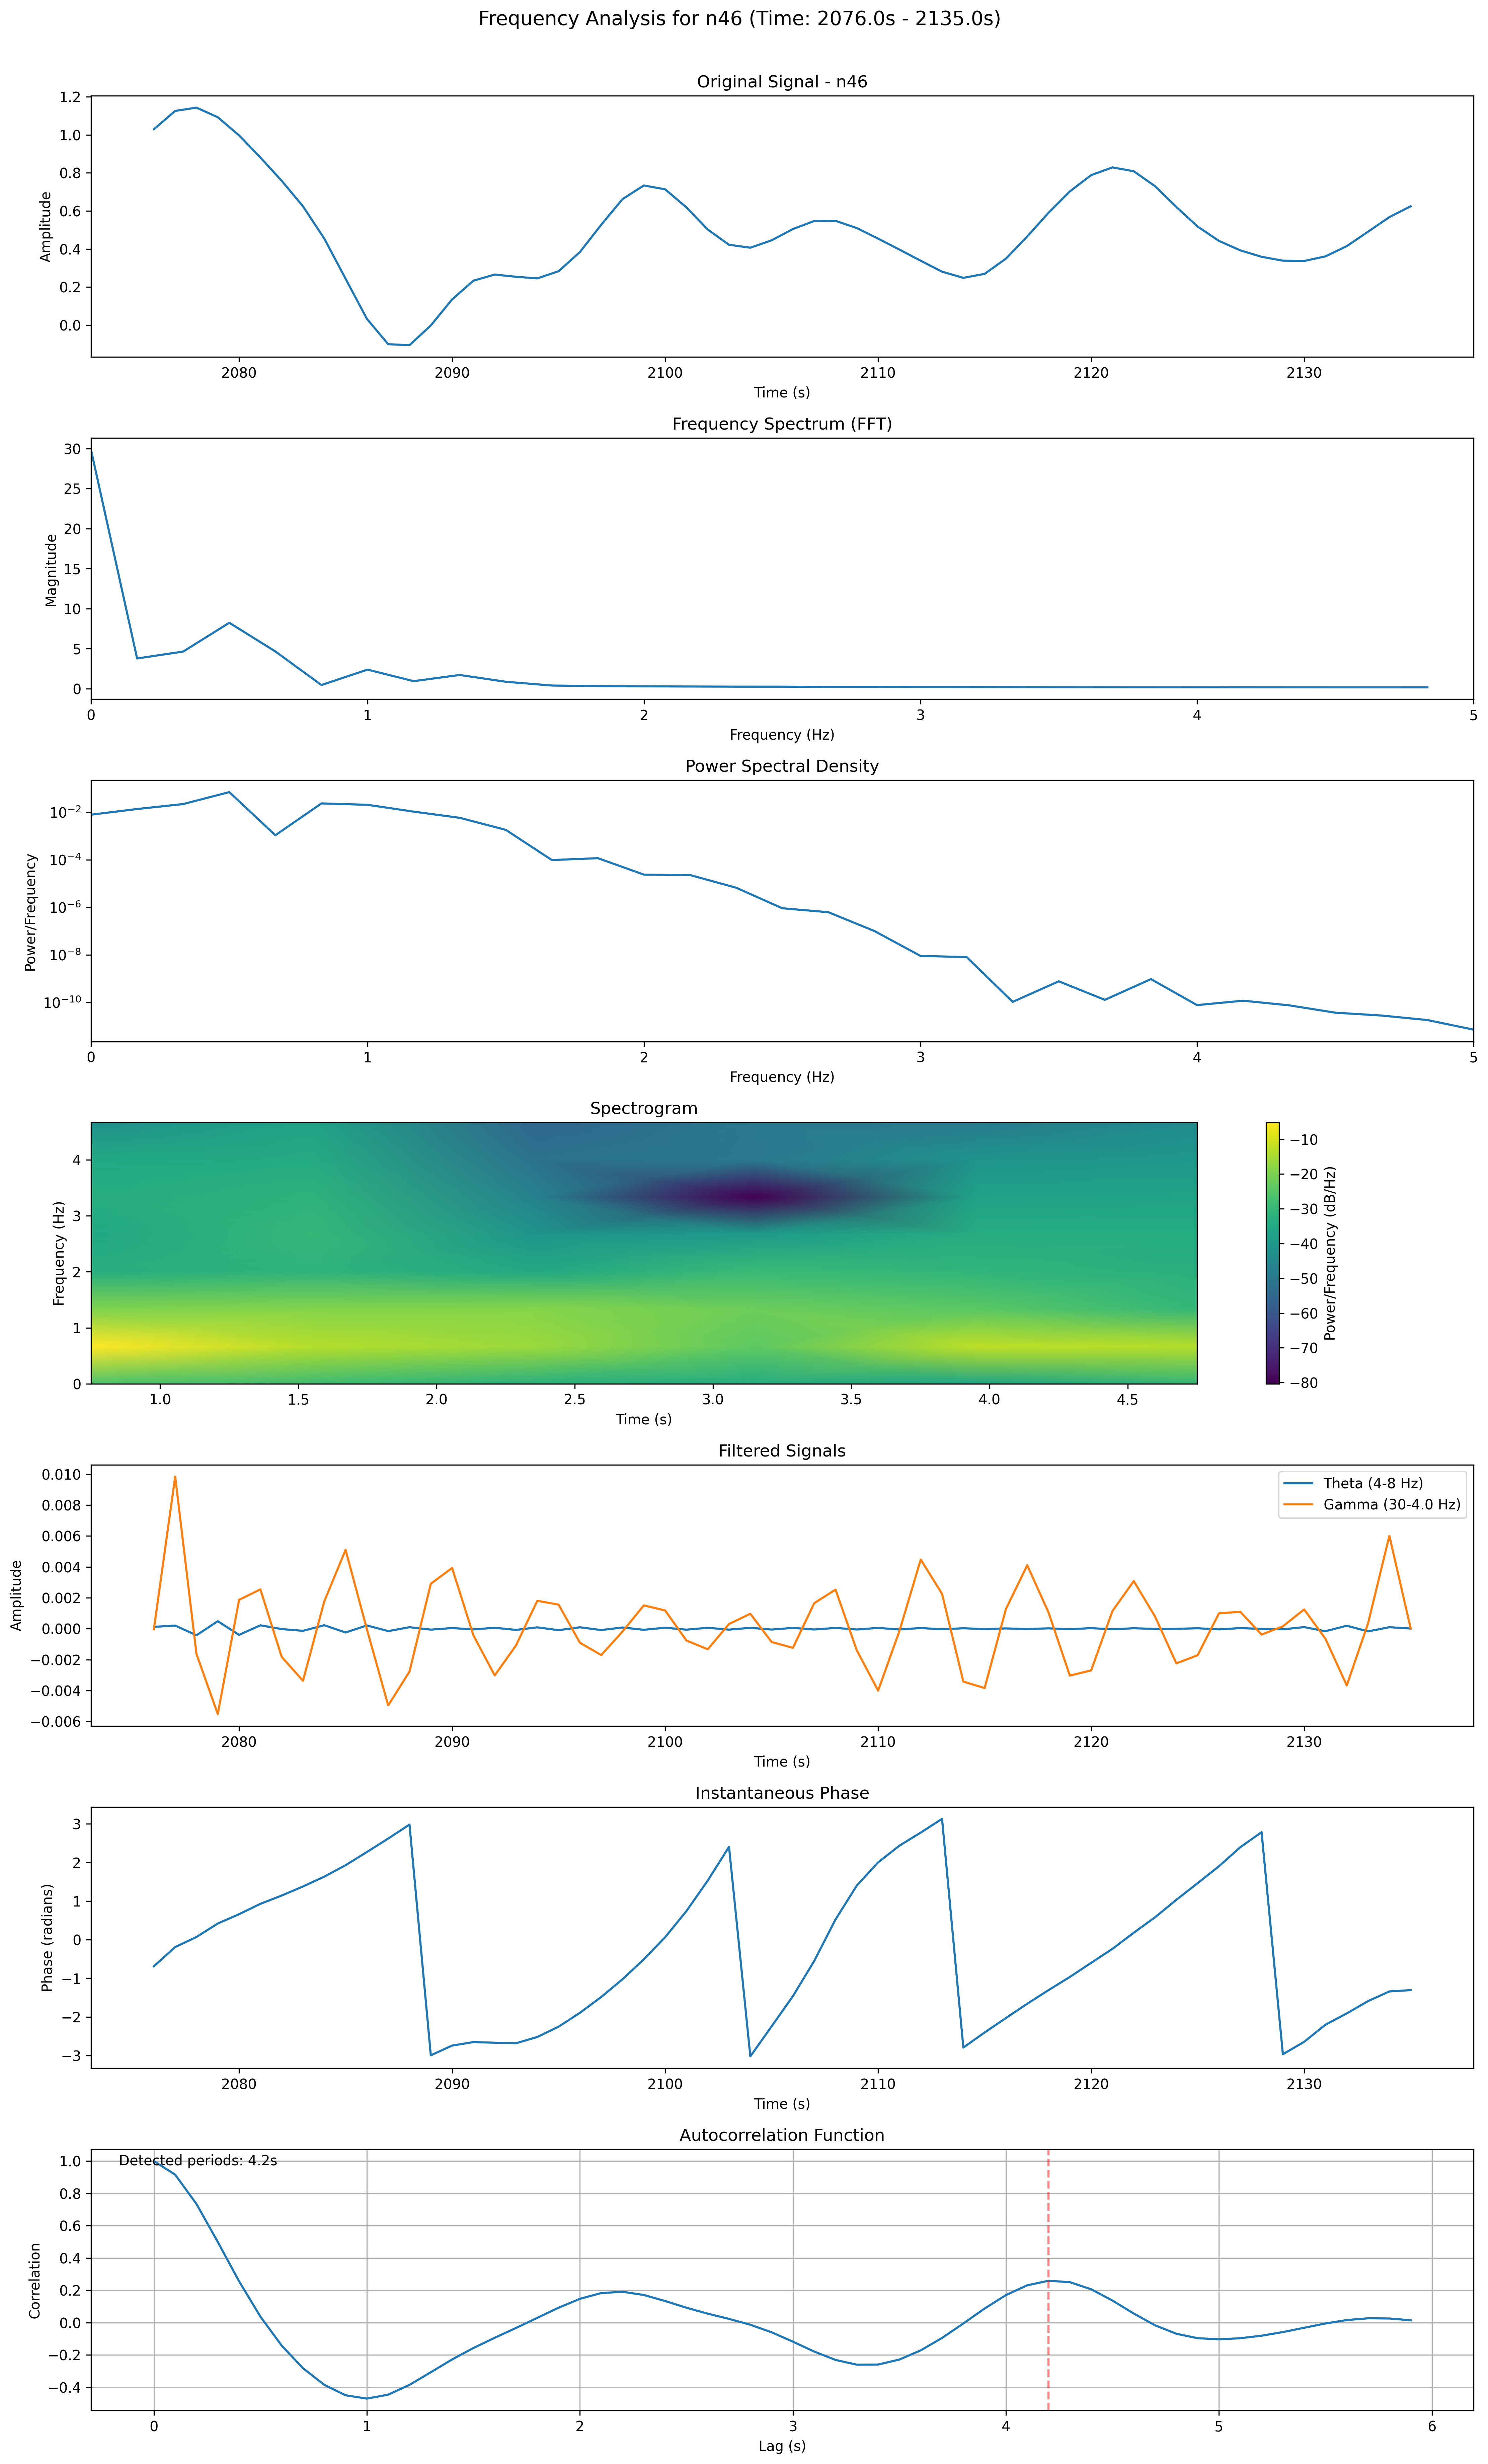 Frequency Analysis for n46 (Time: 2076.0s - 2135.0s)
Original Signal - n46
Amplitude
1.2
1.0
0.8
0.6
0.4
0.2
0.0
2080 2090 2100 2110 2120 2130
Time (s)
Frequency Spectrum (FFT)
Magnitude
30
25
20
15
10
5
0
0 1 2 3 4 5
Frequency (Hz)
Power Spectral Density
Power/Frequency
10⁻²
10⁻⁴
10⁻⁶
10⁻⁸
10⁻¹⁰
0 1 2 3 4 5
Frequency (Hz)
Spectrogram
Frequency (Hz)
4
3
2
1
0
1.0 1.5 2.0 2.5 3.0 3.5 4.0 4.5
Time (s)
−10
−20
−30
−40
−50
−60
−70
−80
Power/Frequency (dB/Hz)
Filtered Signals
Amplitude
0.010
0.008
0.006
0.004
0.002
0.000
−0.002
−0.004
−0.006
Theta (4-8 Hz)
Gamma (30-4.0 Hz)
2080 2090 2100 2110 2120 2130
Time (s)
Instantaneous Phase
Phase (radians)
3
2
1
0
−1
−2
−3
2080 2090 2100 2110 2120 2130
Time (s)
Autocorrelation Function
Detected periods: 4.2s
Correlation
1.0
0.8
0.6
0.4
0.2
0.0
−0.2
−0.4
0 1 2 3 4 5 6
Lag (s)